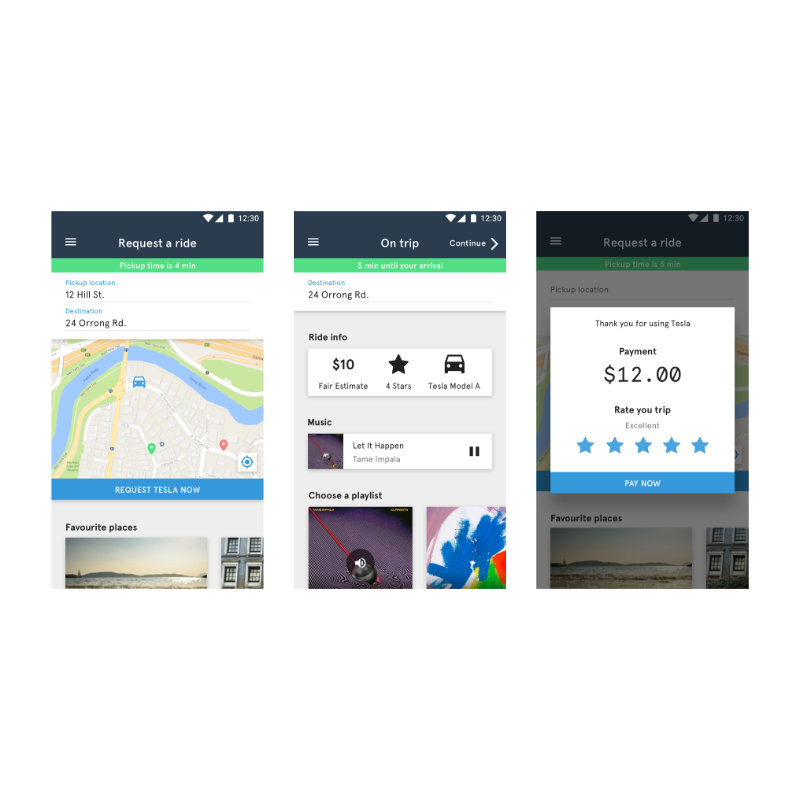 12:30
Request a ride
Pickup time is 4 min
Pickup location
12 Hill St.
Destination
24 Orrong Rd.
REQUEST TESLA NOW
Favourite places
12:30
On trip
Continue
5 min until your arrival
Destination
24 Orrong Rd.
Ride info
$10
Fair Estimate
4 Stars
Tesla Model A
Music
Let It Happen
Tame Impala
Choose a playlist
TAME IMPALA
CURRENTS
12:30
Request a ride
Pickup time is 5 min
Pickup location
Thank you for using Tesla
Payment
$12.00
Rate you trip
Excellent
PAY NOW
Favourite places